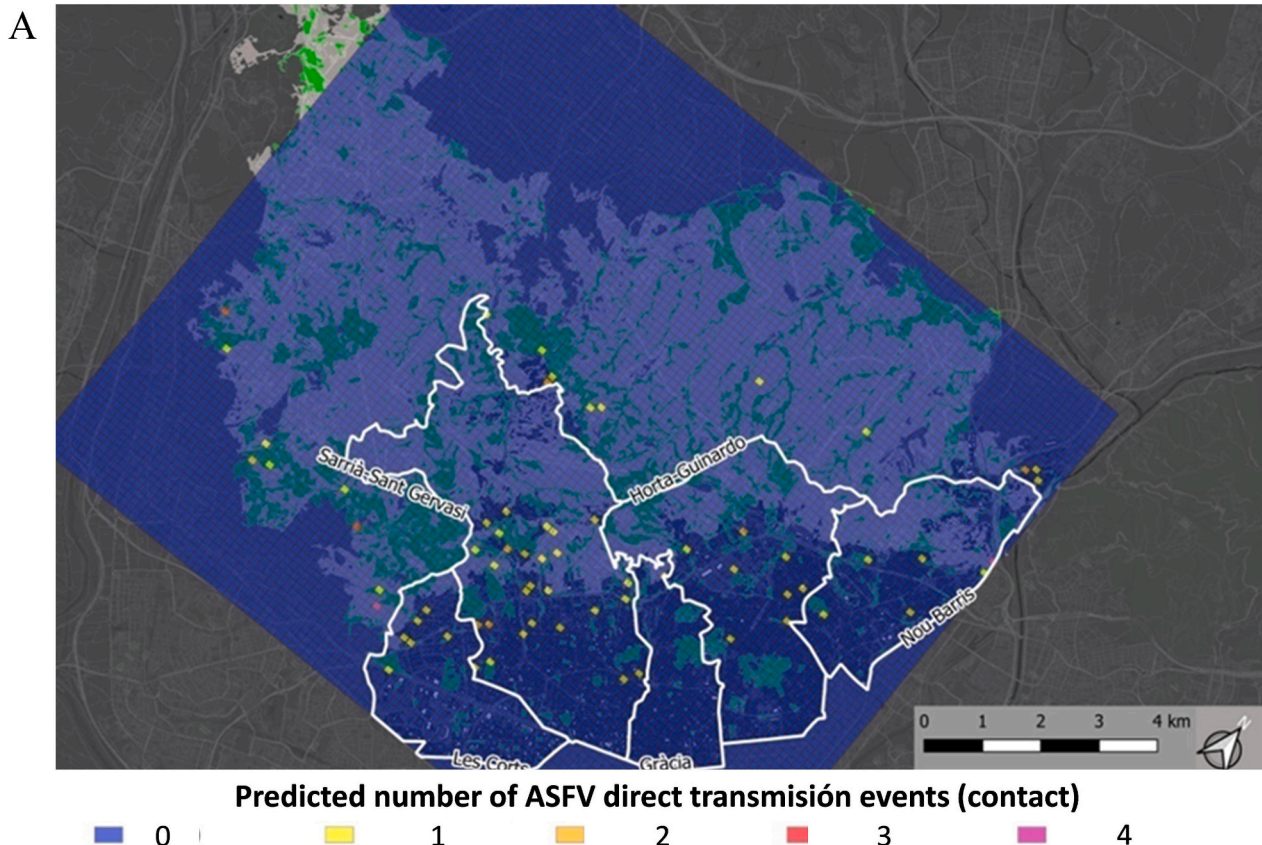 A
Sarrià-Sant Gervasi
Horta-Guinardo
Nou-Barris
Les Corts
Gràcia
0 1 2 3 4 km
N
Predicted number of ASFV direct transmisión events (contact)
0 1 2 3 4